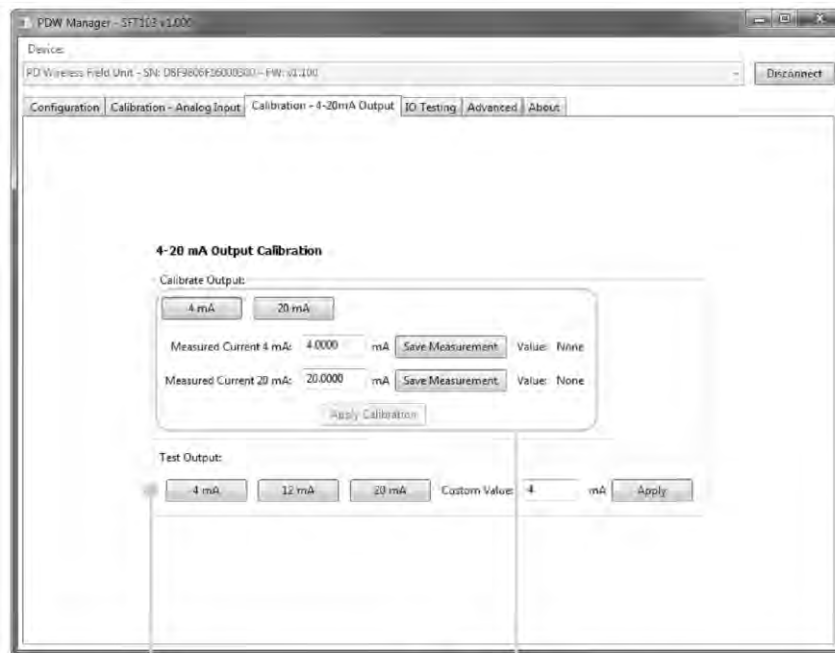 PDW Manager - SFT103 v1.000
Device:
PD Wireless Field Unit - SN: D8F9806F16000300 - FW: v1.100
Disconnect
Configuration
Calibration - Analog Input
Calibration - 4-20mA Output
IO Testing
Advanced
About
4-20 mA Output Calibration
Calibrate Output:
4 mA
20 mA
Measured Current 4 mA: 4.0000 mA Save Measurement Value: None
Measured Current 20 mA: 20.0000 mA Save Measurement Value: None
Apply Calibration
Test Output:
4 mA 12 mA 20 mA Custom Value: 4 mA Apply